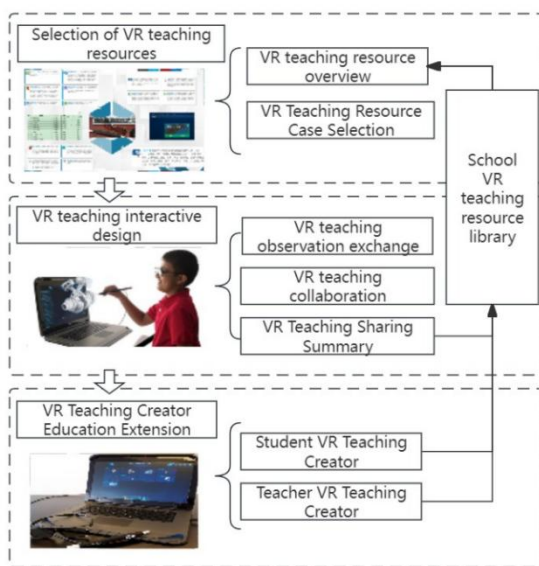 Selection of VR teaching
resources
VR teaching resource
overview
VR Teaching Resource
Case Selection
School
VR
teaching
resource
library
VR teaching interactive
design
VR teaching
observation exchange
VR teaching
collaboration
VR Teaching Sharing
Summary
VR Teaching Creator
Education Extension
Student VR Teaching
Creator
Teacher VR Teaching
Creator